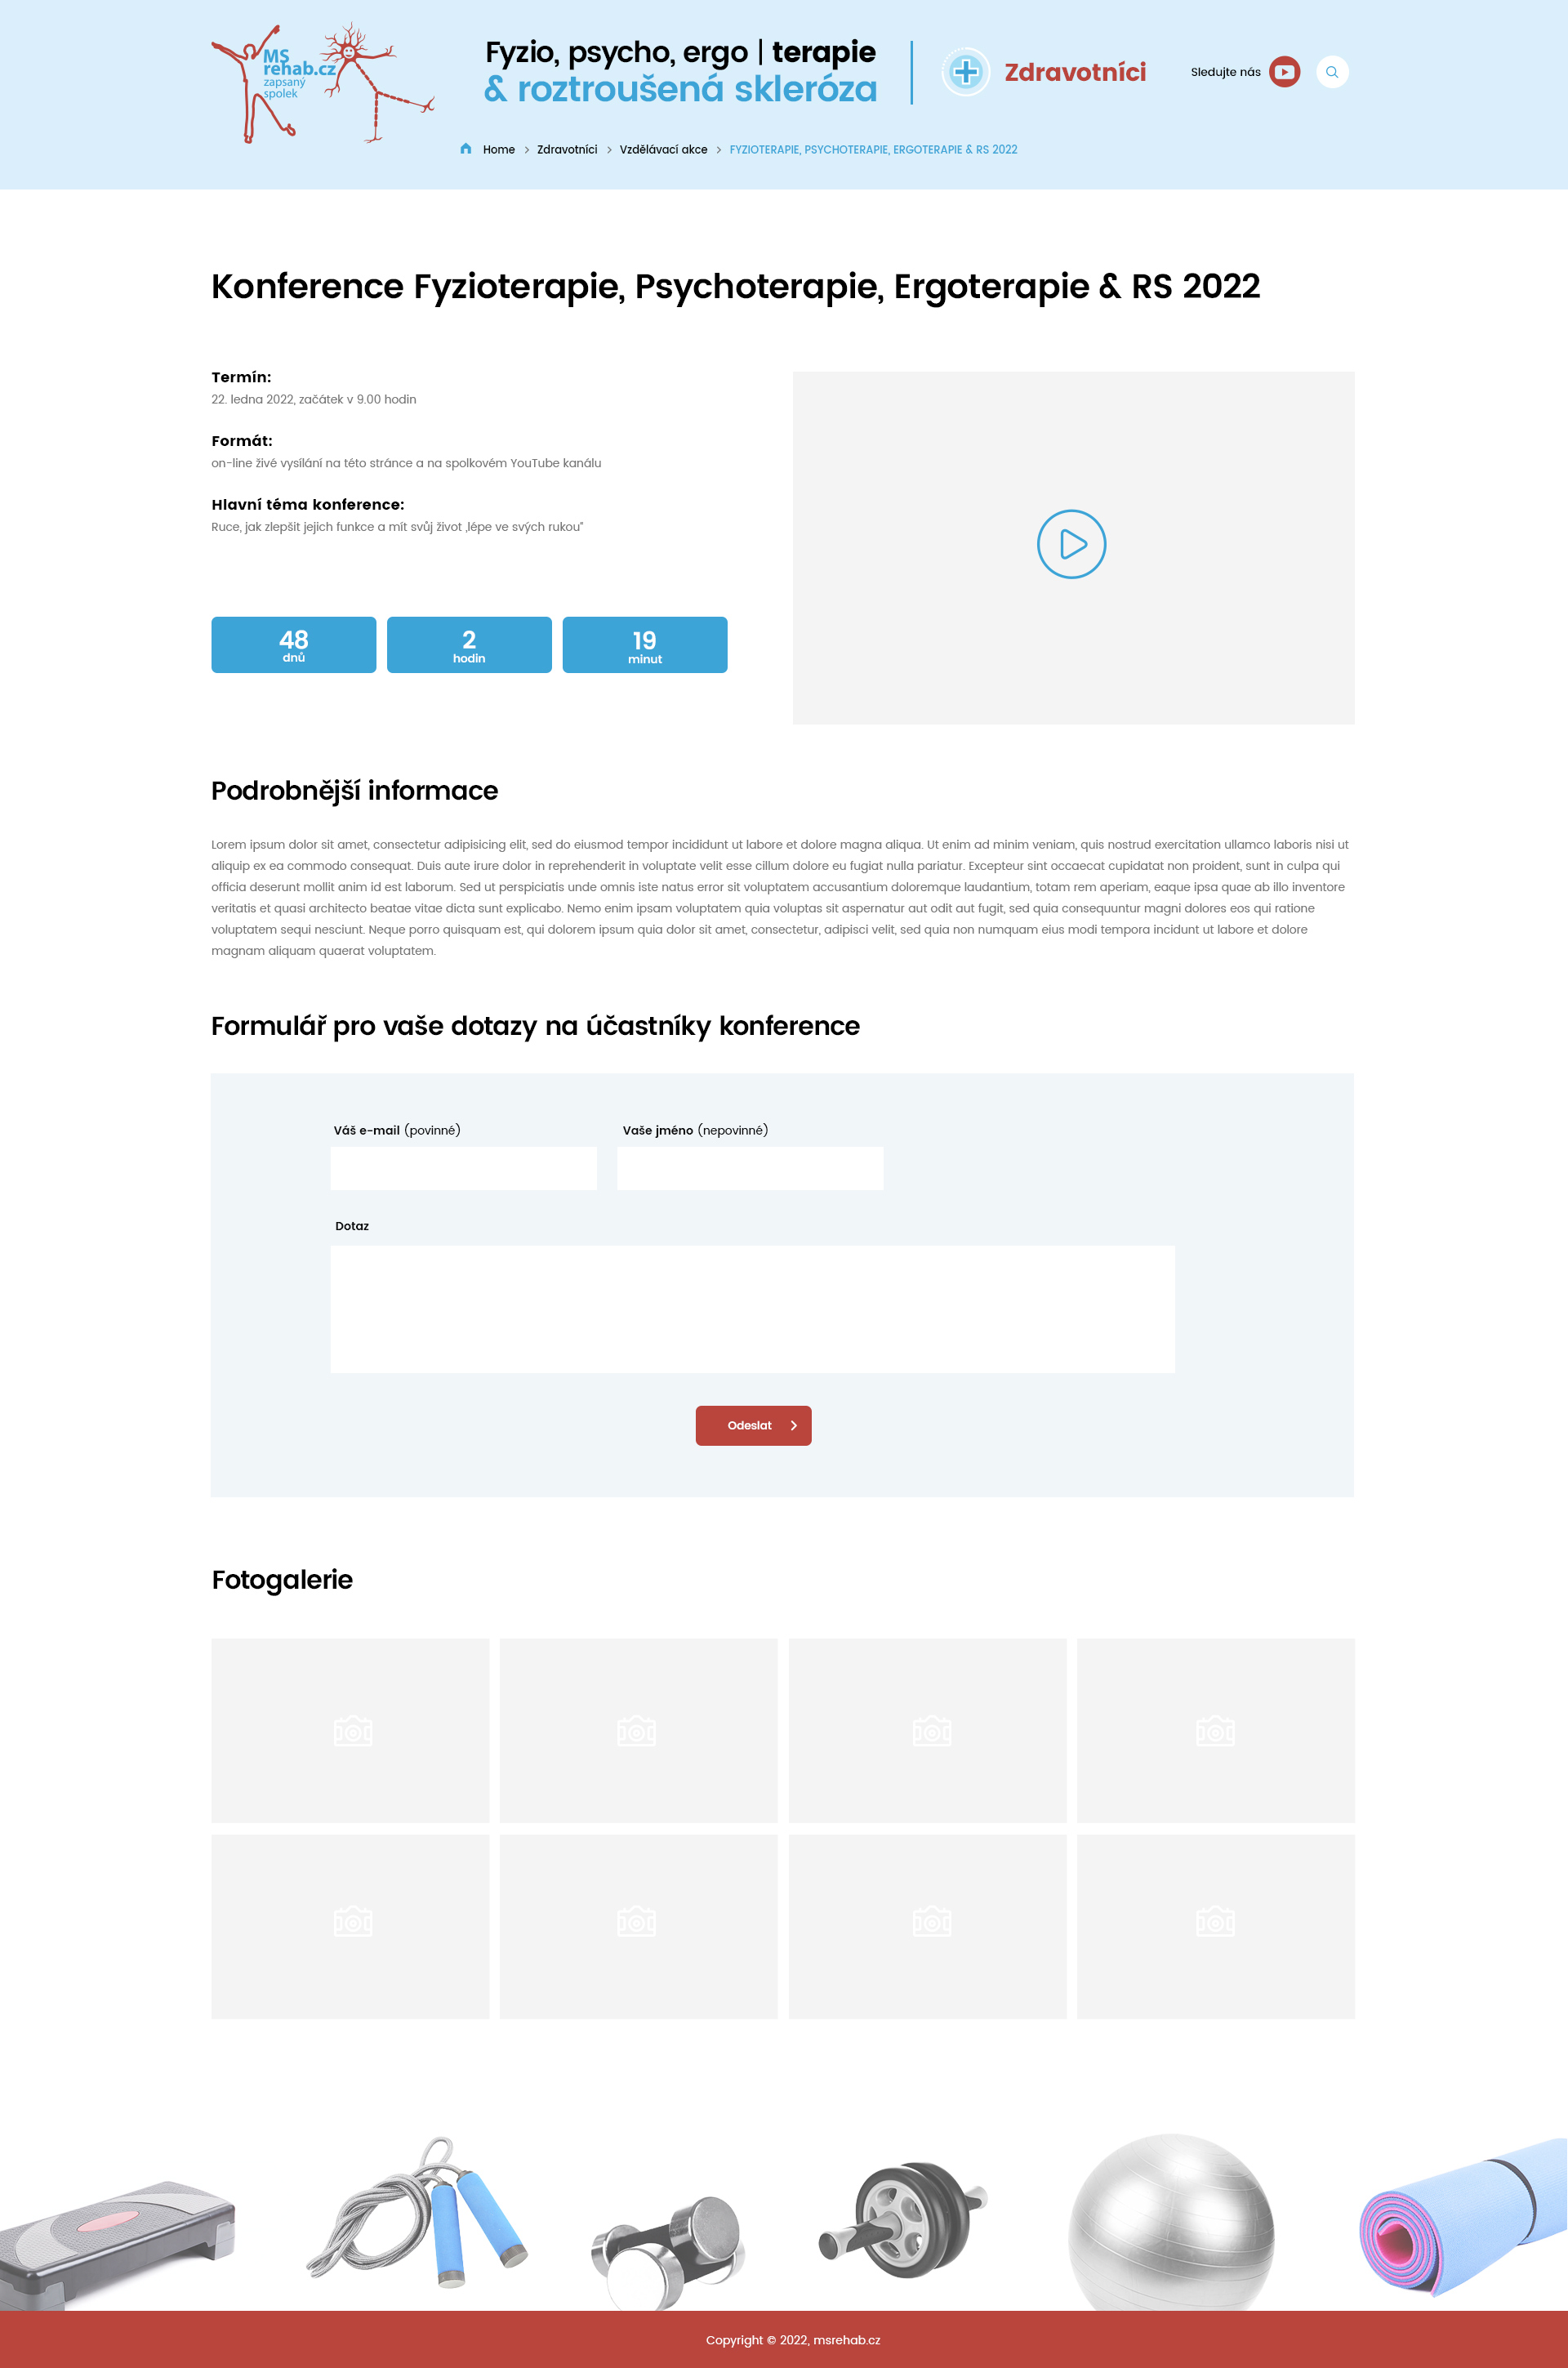 MS
rehab.cz
zapsaný
spolek
Fyzio, psycho, ergo | terapie
& roztroušená skleróza
Zdravotníci
Sledujte nás
Home > Zdravotníci > Vzdělávací akce > FYZIOTERAPIE, PSYCHOTERAPIE, ERGOTERAPIE & RS 2022
Konference Fyzioterapie, Psychoterapie, Ergoterapie & RS 2022
Termín:
22. ledna 2022, začátek v 9.00 hodin
Formát:
on-line živé vysílání na této stránce a na spolkovém YouTube kanálu
Hlavní téma konference:
Ruce, jak zlepšit jejich funkce a mít svůj život ‚lépe ve svých rukou"
48 2 19
dnů hodin minut
Podrobnější informace
Lorem ipsum dolor sit amet, consectetur adipisicing elit, sed do eiusmod tempor incididunt ut labore et dolore magna aliqua. Ut enim ad minim veniam, quis nostrud exercitation ullamco laboris nisi ut
aliquip ex ea commodo consequat. Duis aute irure dolor in reprehenderit in voluptate velit esse cillum dolore eu fugiat nulla pariatur. Excepteur sint occaecat cupidatat non proident, sunt in culpa qui
officia deserunt mollit anim id est laborum. Sed ut perspiciatis unde omnis iste natus error sit voluptatem accusantium doloremque laudantium, totam rem aperiam, eaque ipsa quae ab illo inventore
veritatis et quasi architecto beatae vitae dicta sunt explicabo. Nemo enim ipsam voluptatem quia voluptas sit aspernatur aut odit aut fugit, sed quia consequuntur magni dolores eos qui ratione
voluptatem sequi nesciunt. Neque porro quisquam est, qui dolorem ipsum quia dolor sit amet, consectetur, adipisci velit, sed quia non numquam eius modi tempora incidunt ut labore et dolore
magnam aliquam quaerat voluptatem.
Formulář pro vaše dotazy na účastníky konference
Váš e-mail (povinné) Vaše jméno (nepovinné)
Dotaz
Odeslat
Fotogalerie
Copyright © 2022, msrehab.cz